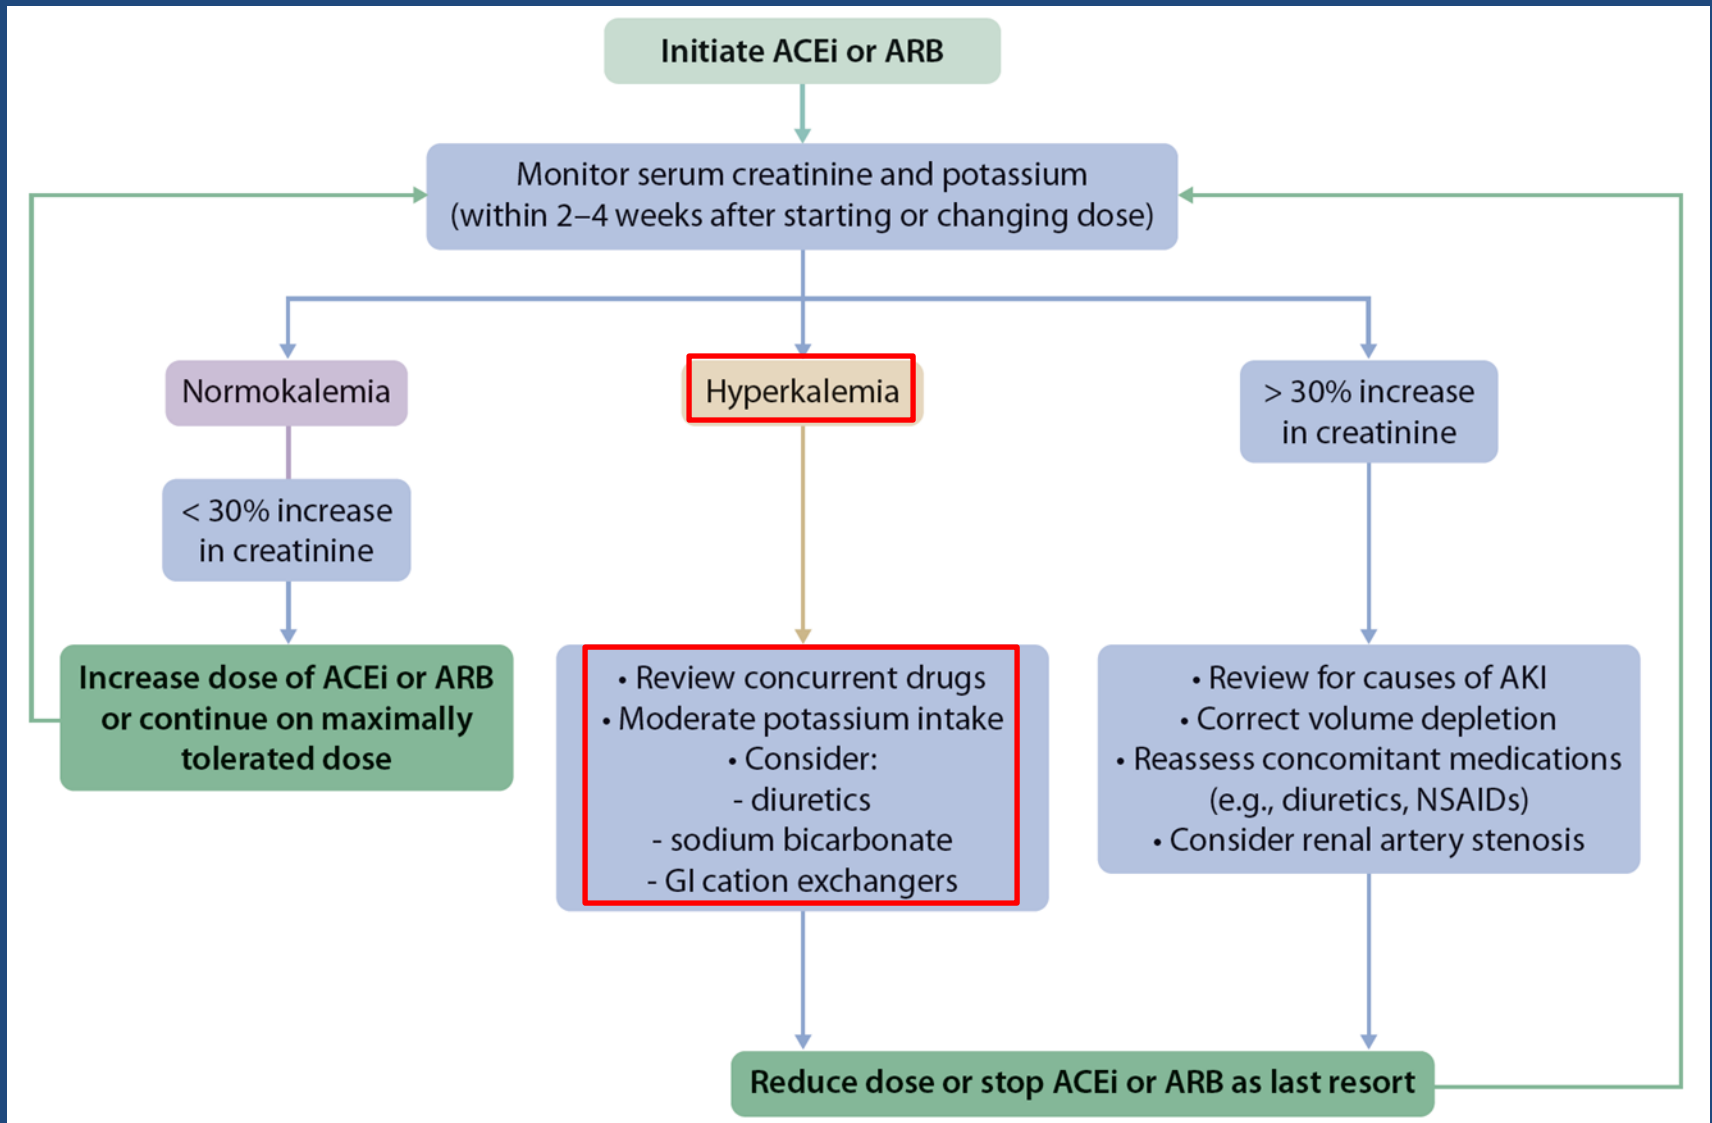 Initiate ACEi or ARB
Monitor serum creatinine and potassium
(within 2–4 weeks after starting or changing dose)
Normokalemia
< 30% increase
in creatinine
Increase dose of ACEi or ARB
or continue on maximally
tolerated dose
Hyperkalemia
• Review concurrent drugs
• Moderate potassium intake
• Consider:
- diuretics
- sodium bicarbonate
- GI cation exchangers
> 30% increase
in creatinine
• Review for causes of AKI
• Correct volume depletion
• Reassess concomitant medications
(e.g., diuretics, NSAIDs)
• Consider renal artery stenosis
Reduce dose or stop ACEi or ARB as last resort